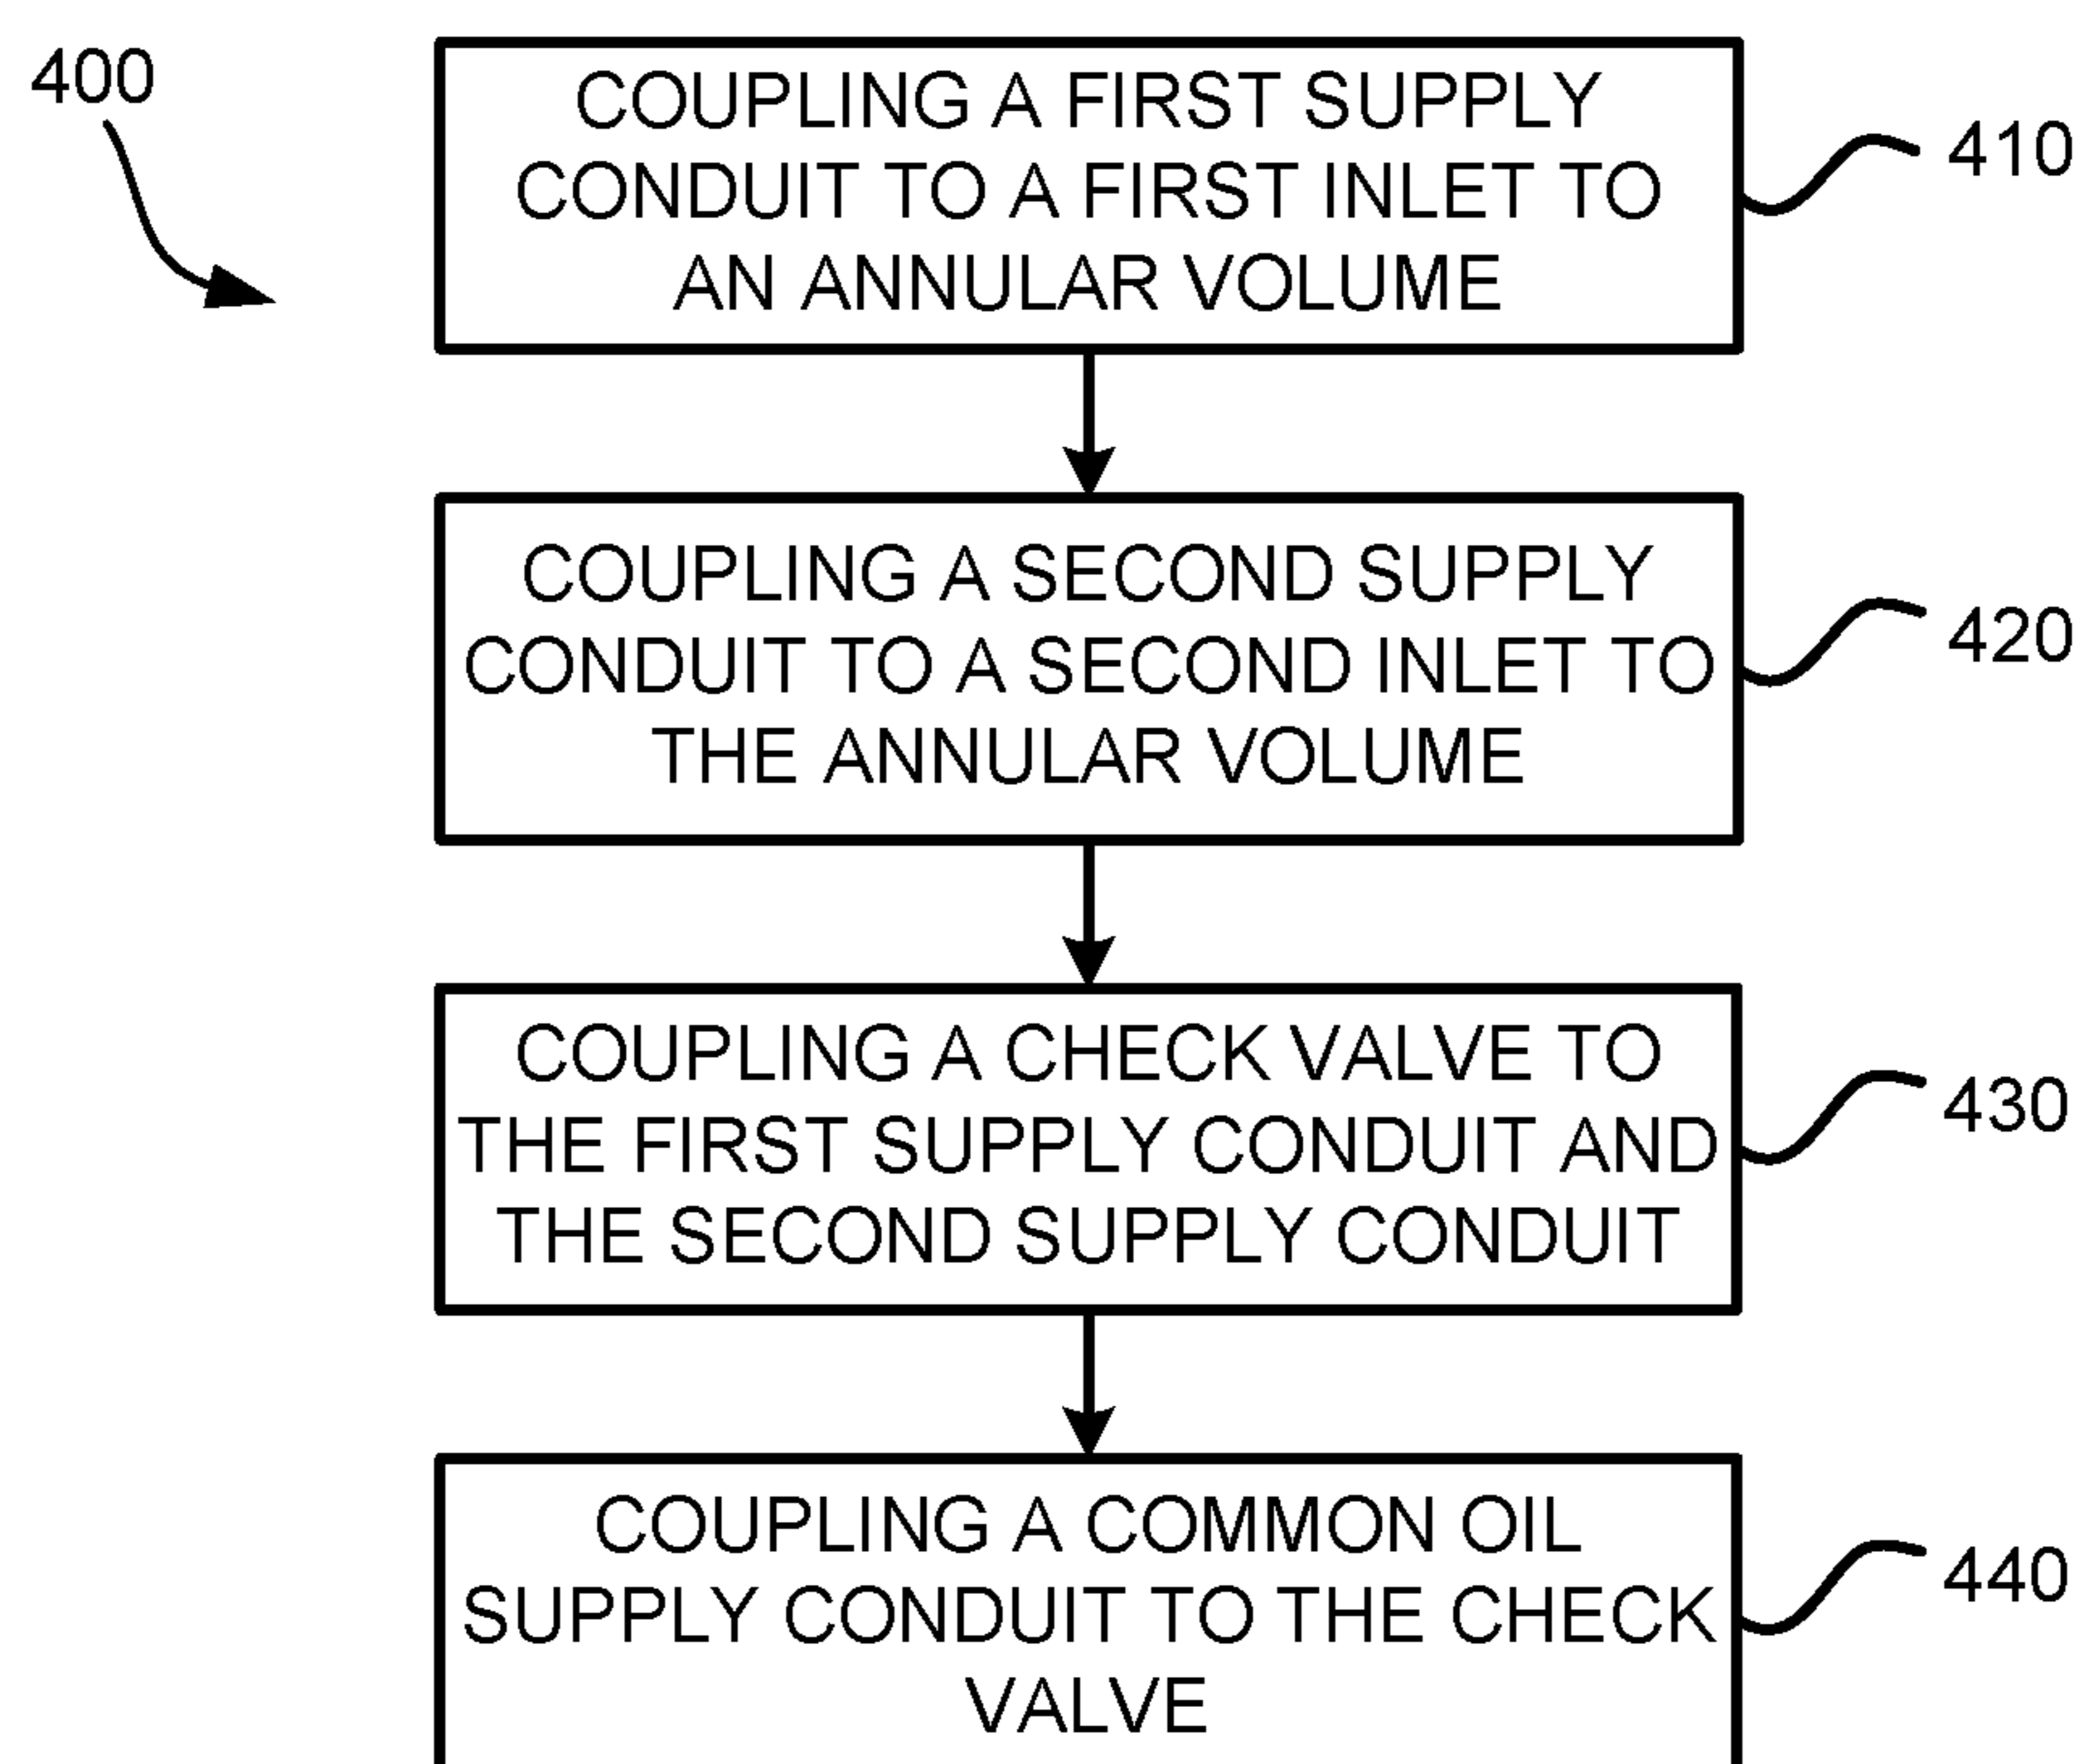 400
COUPLING A FIRST SUPPLY
CONDUIT TO A FIRST INLET TO
AN ANNULAR VOLUME
410
COUPLING A SECOND SUPPLY
CONDUIT TO A SECOND INLET TO
THE ANNULAR VOLUME
420
COUPLING A CHECK VALVE TO
THE FIRST SUPPLY CONDUIT AND
THE SECOND SUPPLY CONDUIT
430
COUPLING A COMMON OIL
SUPPLY CONDUIT TO THE CHECK
VALVE
440